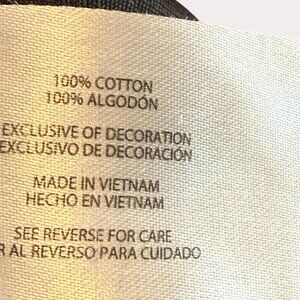 100% COTTON
100% ALGODÓN
EXCLUSIVE OF DECORATION
EXCLUSIVO DE DECORACIÓN
MADE IN VIETNAM
HECHO EN VIETNAM
SEE REVERSE FOR CARE
AL REVERSO PARA CUIDADO